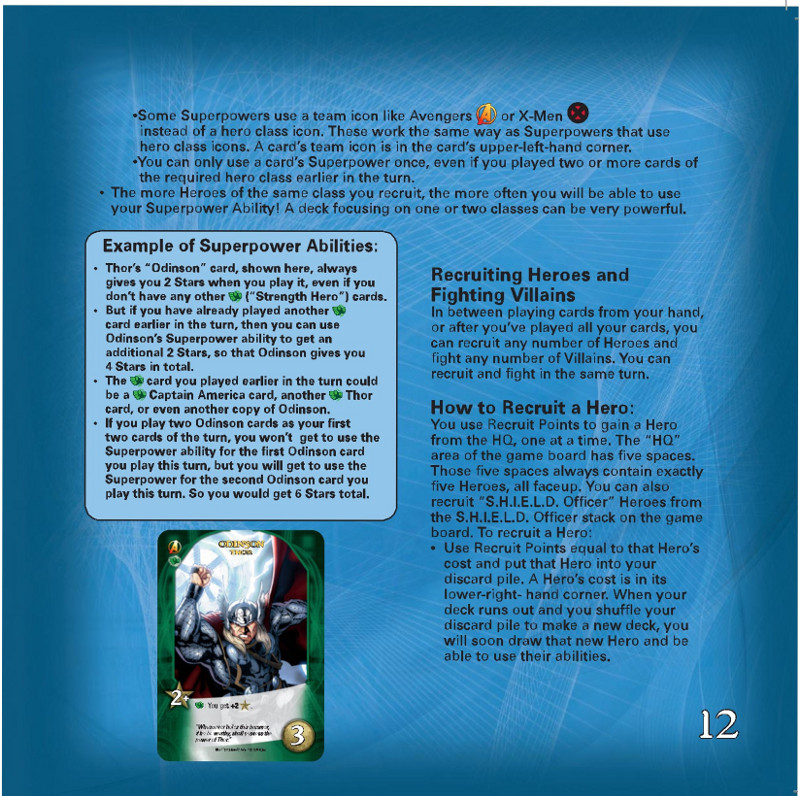 •Some Superpowers use a team icon like Avengers or X-Men
instead of a hero class icon. These work the same way as Superpowers that use
hero class icons. A card's team icon is in the card's upper-left-hand corner.
•You can only use a card's Superpower once, even if you played two or more cards of
the required hero class earlier in the turn.
• The more Heroes of the same class you recruit, the more often you will be able to use
your Superpower Ability! A deck focusing on one or two classes can be very powerful.
Example of Superpower Abilities:
• Thor's "Odinson" card, shown here, always
gives you 2 Stars when you play it, even if you
don't have any other ("Strength Hero") cards.
• But if you have already played another
card earlier in the turn, then you can use
Odinson's Superpower ability to get an
additional 2 Stars, so that Odinson gives you
4 Stars in total.
• The card you played earlier in the turn could
be a Captain America card, another Thor
card, or even another copy of Odinson.
• If you play two Odinson cards as your first
two cards of the turn, you won't get to use the
Superpower ability for the first Odinson card
you play this turn, but you will get to use the
Superpower for the second Odinson card you
play this turn. So you would get 6 Stars total.
ODINSON
THOR
2+
You get +2
3
Recruiting Heroes and
Fighting Villains
In between playing cards from your hand,
or after you've played all your cards, you
can recruit any number of Heroes and
fight any number of Villains. You can
recruit and fight in the same turn.
How to Recruit a Hero:
You use Recruit Points to gain a Hero
from the HQ, one at a time. The "HQ"
area of the game board has five spaces.
Those five spaces always contain exactly
five Heroes, all faceup. You can also
recruit "S.H.I.E.L.D. Officer" Heroes from
the S.H.I.E.L.D. Officer stack on the game
board. To recruit a Hero:
• Use Recruit Points equal to that Hero's
cost and put that Hero into your
discard pile. A Hero's cost is in its
lower-right- hand corner. When your
deck runs out and you shuffle your
discard pile to make a new deck, you
will soon draw that new Hero and be
able to use their abilities.
12